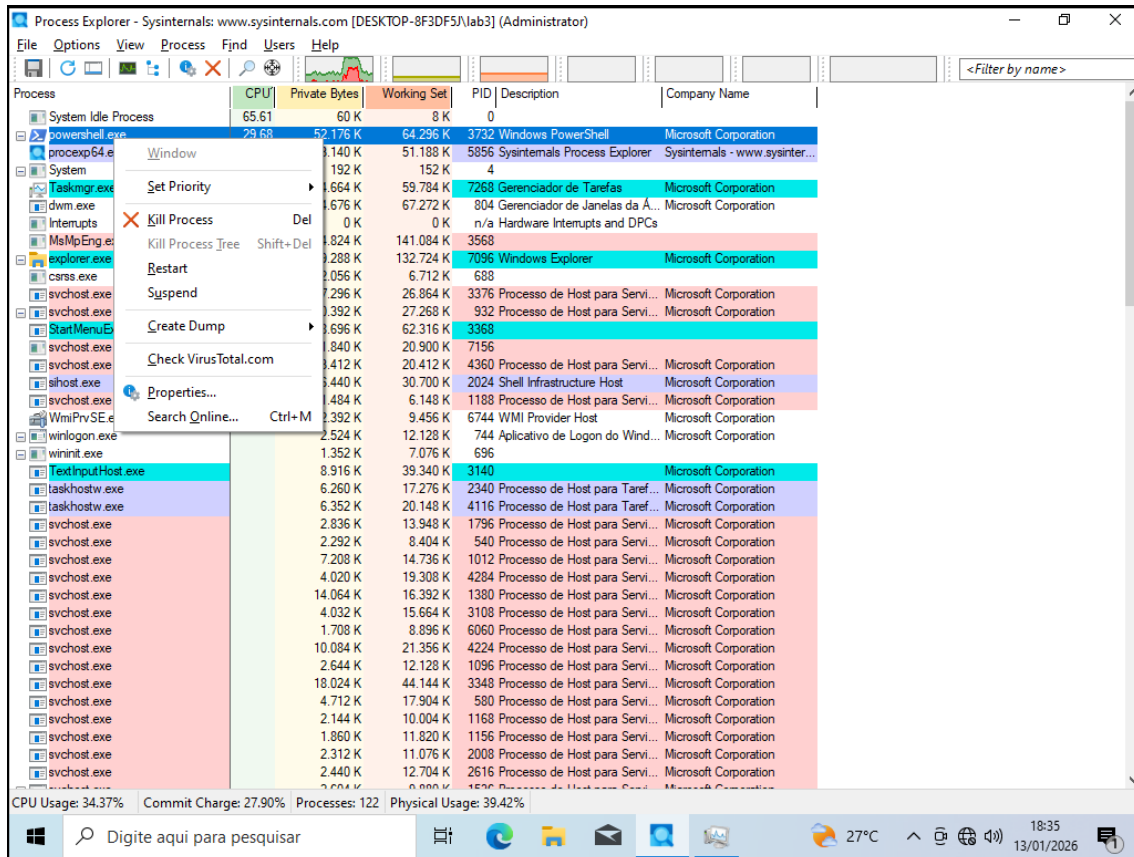 Process Explorer - Sysinternals: www.sysinternals.com [DESKTOP-8F3DF5J\lab3] (Administrator)
File Options View Process Find Users Help
<Filter by name>
Process CPU Private Bytes Working Set PID Description Company Name
System Idle Process 65.61 60 K 8 K 0
powershell.exe 29.68 52.176 K 64.296 K 3732 Windows PowerShell Microsoft Corporation
procexp64.e .140 K 51.188 K 5856 Sysinternals Process Explorer Sysinternals - www.sysinter...
System 192 K 152 K 4
Taskmgr.exe .664 K 59.784 K 7268 Gerenciador de Tarefas Microsoft Corporation
dwm.exe .676 K 67.272 K 804 Gerenciador de Janelas da Á... Microsoft Corporation
Interrupts 0 K 0 K n/a Hardware Interrupts and DPCs
MsMpEng.e .824 K 141.084 K 3568
explorer.exe .288 K 132.724 K 7096 Windows Explorer Microsoft Corporation
csrss.exe .056 K 6.712 K 688
svchost.exe .296 K 26.864 K 3376 Processo de Host para Servi... Microsoft Corporation
svchost.exe .392 K 27.268 K 932 Processo de Host para Servi... Microsoft Corporation
StartMenuE .696 K 62.316 K 3368
svchost.exe .840 K 20.900 K 7156
svchost.exe .412 K 20.412 K 4360 Processo de Host para Servi... Microsoft Corporation
sihost.exe .440 K 30.700 K 2024 Shell Infrastructure Host Microsoft Corporation
svchost.exe .484 K 6.148 K 1188 Processo de Host para Servi... Microsoft Corporation
WmiPrvSE.e 2.392 K 9.456 K 6744 WMI Provider Host Microsoft Corporation
winlogon.exe 2.524 K 12.128 K 744 Aplicativo de Logon do Wind... Microsoft Corporation
wininit.exe 1.352 K 7.076 K 696
TextInputHost.exe 8.916 K 39.340 K 3140 Microsoft Corporation
taskhostw.exe 6.260 K 17.276 K 2340 Processo de Host para Taref... Microsoft Corporation
taskhostw.exe 6.352 K 20.148 K 4116 Processo de Host para Taref... Microsoft Corporation
svchost.exe 2.836 K 13.948 K 1796 Processo de Host para Servi... Microsoft Corporation
svchost.exe 2.292 K 8.404 K 540 Processo de Host para Servi... Microsoft Corporation
svchost.exe 7.208 K 14.736 K 1012 Processo de Host para Servi... Microsoft Corporation
svchost.exe 4.020 K 19.308 K 4284 Processo de Host para Servi... Microsoft Corporation
svchost.exe 14.064 K 16.392 K 1380 Processo de Host para Servi... Microsoft Corporation
svchost.exe 4.032 K 15.664 K 3108 Processo de Host para Servi... Microsoft Corporation
svchost.exe 1.708 K 8.896 K 6060 Processo de Host para Servi... Microsoft Corporation
svchost.exe 10.084 K 21.356 K 4224 Processo de Host para Servi... Microsoft Corporation
svchost.exe 2.644 K 12.128 K 1096 Processo de Host para Servi... Microsoft Corporation
svchost.exe 18.024 K 44.144 K 3348 Processo de Host para Servi... Microsoft Corporation
svchost.exe 4.712 K 17.904 K 580 Processo de Host para Servi... Microsoft Corporation
svchost.exe 2.144 K 10.004 K 1168 Processo de Host para Servi... Microsoft Corporation
svchost.exe 1.860 K 11.820 K 1156 Processo de Host para Servi... Microsoft Corporation
svchost.exe 2.312 K 11.076 K 2008 Processo de Host para Servi... Microsoft Corporation
svchost.exe 2.440 K 12.704 K 2616 Processo de Host para Servi... Microsoft Corporation
Window
Set Priority
Kill Process Del
Kill Process Tree Shift+Del
Restart
Suspend
Create Dump
Check VirusTotal.com
Properties...
Search Online... Ctrl+M
CPU Usage: 34.37% Commit Charge: 27.90% Processes: 122 Physical Usage: 39.42%
Digite aqui para pesquisar
27°C
18:35
13/01/2026
1